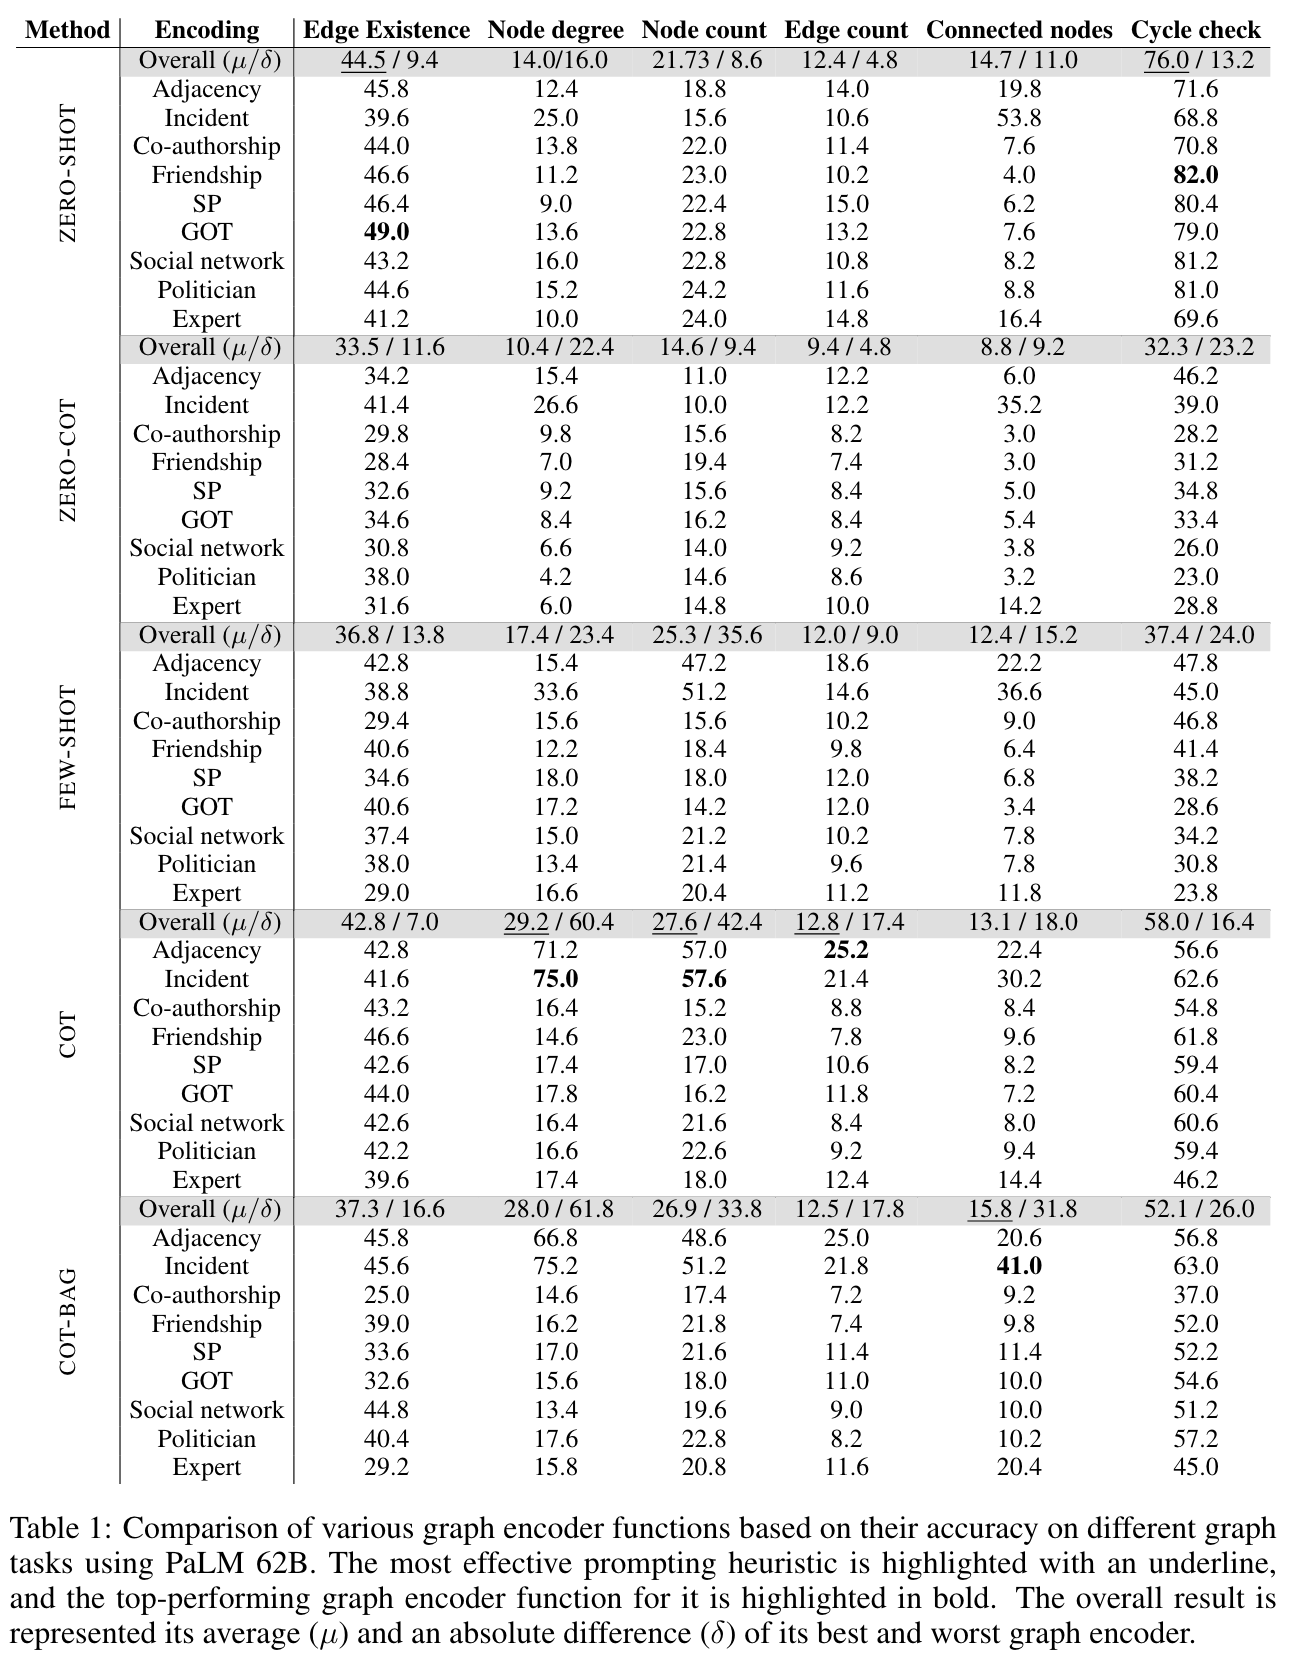 Method Encoding Edge Existence Node degree Node count Edge count Connected nodes Cycle check
ZERO-SHOT
Overall (μ/δ) 44.5 / 9.4 14.0/16.0 21.73 / 8.6 12.4 / 4.8 14.7 / 11.0 76.0 / 13.2
Adjacency 45.8 12.4 18.8 14.0 19.8 71.6
Incident 39.6 25.0 15.6 10.6 53.8 68.8
Co-authorship 44.0 13.8 22.0 11.4 7.6 70.8
Friendship 46.6 11.2 23.0 10.2 4.0 82.0
SP 46.4 9.0 22.4 15.0 6.2 80.4
GOT 49.0 13.6 22.8 13.2 7.6 79.0
Social network 43.2 16.0 22.8 10.8 8.2 81.2
Politician 44.6 15.2 24.2 11.6 8.8 81.0
Expert 41.2 10.0 24.0 14.8 16.4 69.6
ZERO-COT
Overall (μ/δ) 33.5 / 11.6 10.4 / 22.4 14.6 / 9.4 9.4 / 4.8 8.8 / 9.2 32.3 / 23.2
Adjacency 34.2 15.4 11.0 12.2 6.0 46.2
Incident 41.4 26.6 10.0 12.2 35.2 39.0
Co-authorship 29.8 9.8 15.6 8.2 3.0 28.2
Friendship 28.4 7.0 19.4 7.4 3.0 31.2
SP 32.6 9.2 15.6 8.4 5.0 34.8
GOT 34.6 8.4 16.2 8.4 5.4 33.4
Social network 30.8 6.6 14.0 9.2 3.8 26.0
Politician 38.0 4.2 14.6 8.6 3.2 23.0
Expert 31.6 6.0 14.8 10.0 14.2 28.8
FEW-SHOT
Overall (μ/δ) 36.8 / 13.8 17.4 / 23.4 25.3 / 35.6 12.0 / 9.0 12.4 / 15.2 37.4 / 24.0
Adjacency 42.8 15.4 47.2 18.6 22.2 47.8
Incident 38.8 33.6 51.2 14.6 36.6 45.0
Co-authorship 29.4 15.6 15.6 10.2 9.0 46.8
Friendship 40.6 12.2 18.4 9.8 6.4 41.4
SP 34.6 18.0 18.0 12.0 6.8 38.2
GOT 40.6 17.2 14.2 12.0 3.4 28.6
Social network 37.4 15.0 21.2 10.2 7.8 34.2
Politician 38.0 13.4 21.4 9.6 7.8 30.8
Expert 29.0 16.6 20.4 11.2 11.8 23.8
COT
Overall (μ/δ) 42.8 / 7.0 29.2 / 60.4 27.6 / 42.4 12.8 / 17.4 13.1 / 18.0 58.0 / 16.4
Adjacency 42.8 71.2 57.0 25.2 22.4 56.6
Incident 41.6 75.0 57.6 21.4 30.2 62.6
Co-authorship 43.2 16.4 15.2 8.8 8.4 54.8
Friendship 46.6 14.6 23.0 7.8 9.6 61.8
SP 42.6 17.4 17.0 10.6 8.2 59.4
GOT 44.0 17.8 16.2 11.8 7.2 60.4
Social network 42.6 16.4 21.6 8.4 8.0 60.6
Politician 42.2 16.6 22.6 9.2 9.4 59.4
Expert 39.6 17.4 18.0 12.4 14.4 46.2
COT-BAG
Overall (μ/δ) 37.3 / 16.6 28.0 / 61.8 26.9 / 33.8 12.5 / 17.8 15.8 / 31.8 52.1 / 26.0
Adjacency 45.8 66.8 48.6 25.0 20.6 56.8
Incident 45.6 75.2 51.2 21.8 41.0 63.0
Co-authorship 25.0 14.6 17.4 7.2 9.2 37.0
Friendship 39.0 16.2 21.8 7.4 9.8 52.0
SP 33.6 17.0 21.6 11.4 11.4 52.2
GOT 32.6 15.6 18.0 11.0 10.0 54.6
Social network 44.8 13.4 19.6 9.0 10.0 51.2
Politician 40.4 17.6 22.8 8.2 10.2 57.2
Expert 29.2 15.8 20.8 11.6 20.4 45.0
Table 1: Comparison of various graph encoder functions based on their accuracy on different graph
tasks using PaLM 62B. The most effective prompting heuristic is highlighted with an underline,
and the top-performing graph encoder function for it is highlighted in bold. The overall result is
represented its average (μ) and an absolute difference (δ) of its best and worst graph encoder.